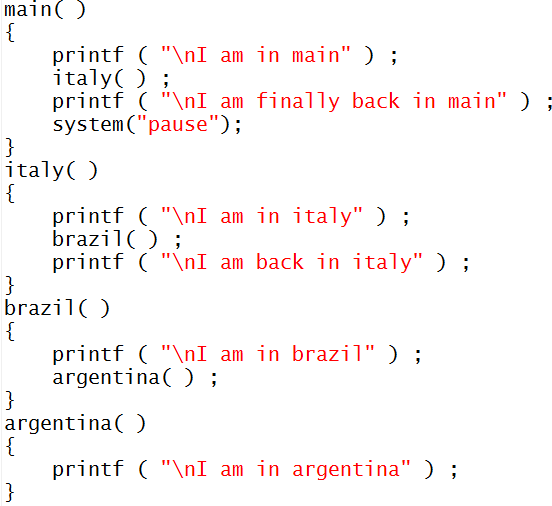 main( )
{
    printf ( "\nI am in main" ) ;
    italy( ) ;
    printf ( "\nI am finally back in main" ) ;
    system("pause");
}
italy( )
{
    printf ( "\nI am in italy" ) ;
    brazil( ) ;
    printf ( "\nI am back in italy" ) ;
}
brazil( )
{
    printf ( "\nI am in brazil" ) ;
    argentina( ) ;
}
argentina( )
{
    printf ( "\nI am in argentina" ) ;
}